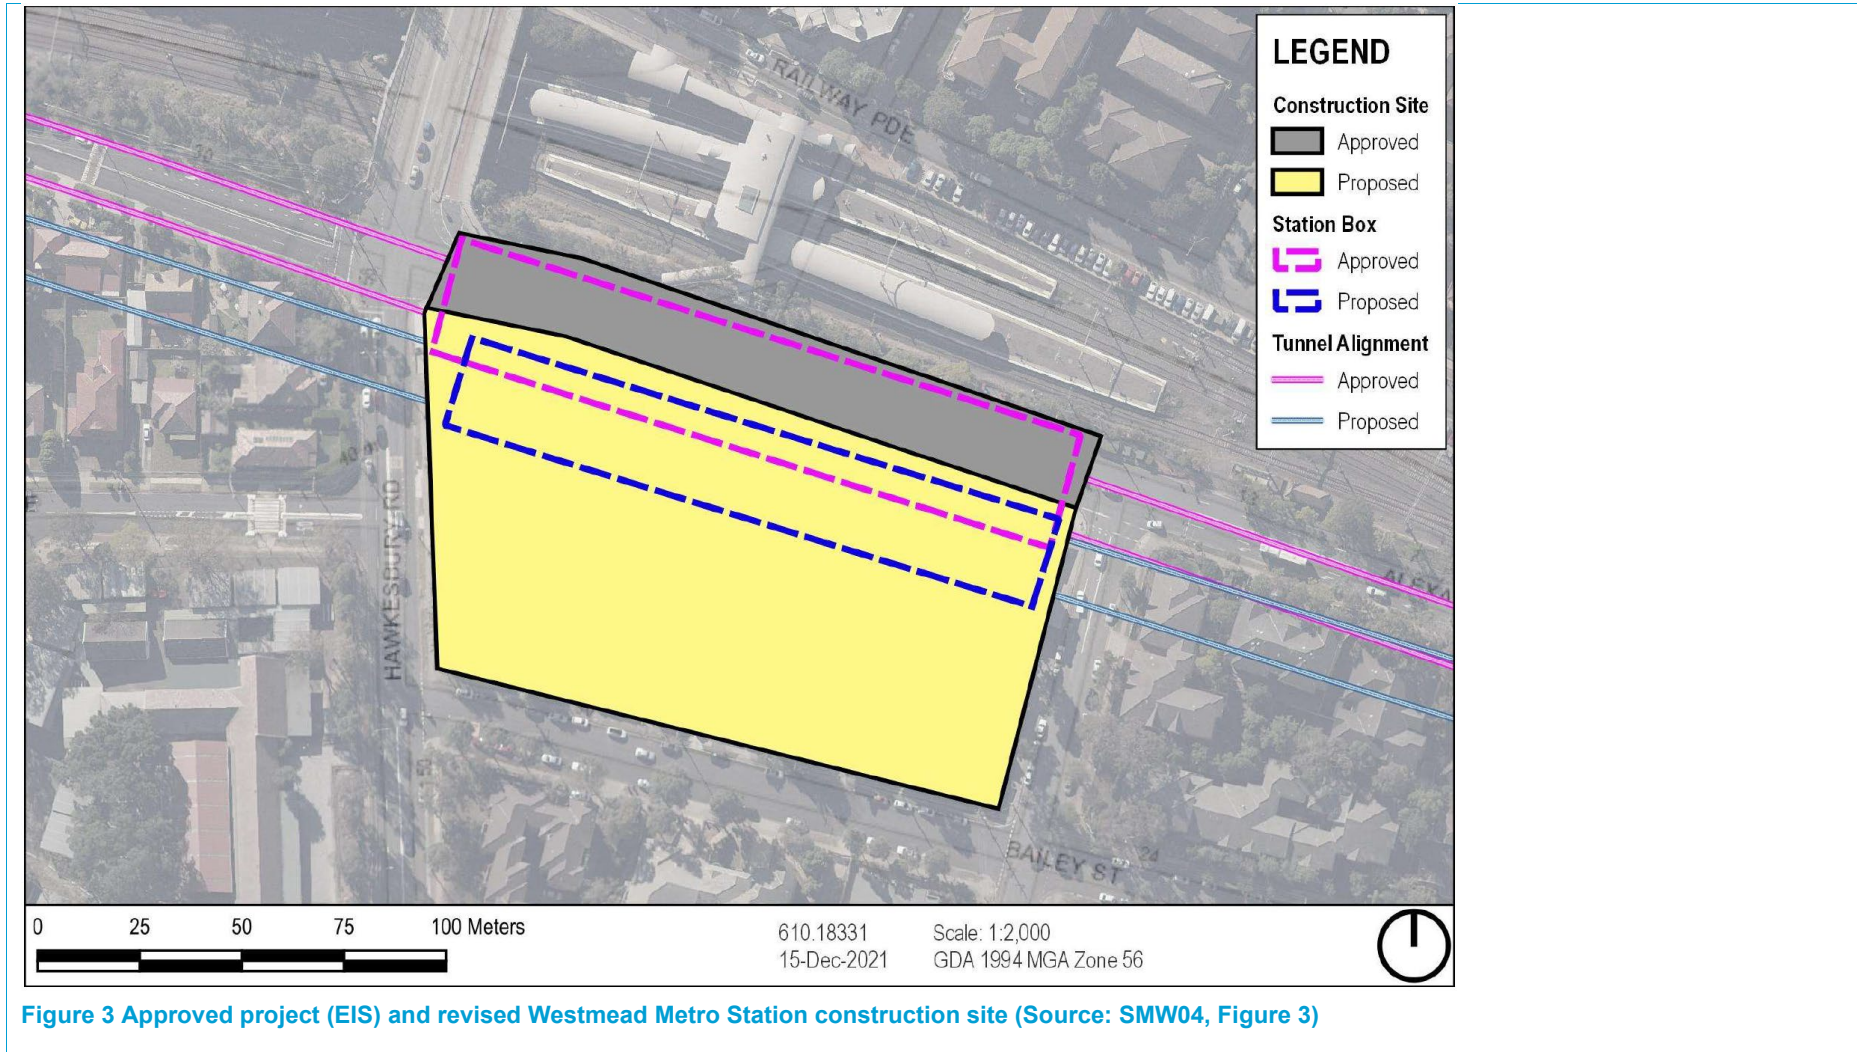 RAILWAY PDE
HAWKESBURY RD
BAILEY ST
LEGEND
Construction Site
Approved
Proposed
Station Box
Approved
Proposed
Tunnel Alignment
Approved
Proposed
0 25 50 75 100 Meters
610.18331 Scale: 1:2,000
15-Dec-2021 GDA 1994 MGA Zone 56
Figure 3 Approved project (EIS) and revised Westmead Metro Station construction site (Source: SMW04, Figure 3)